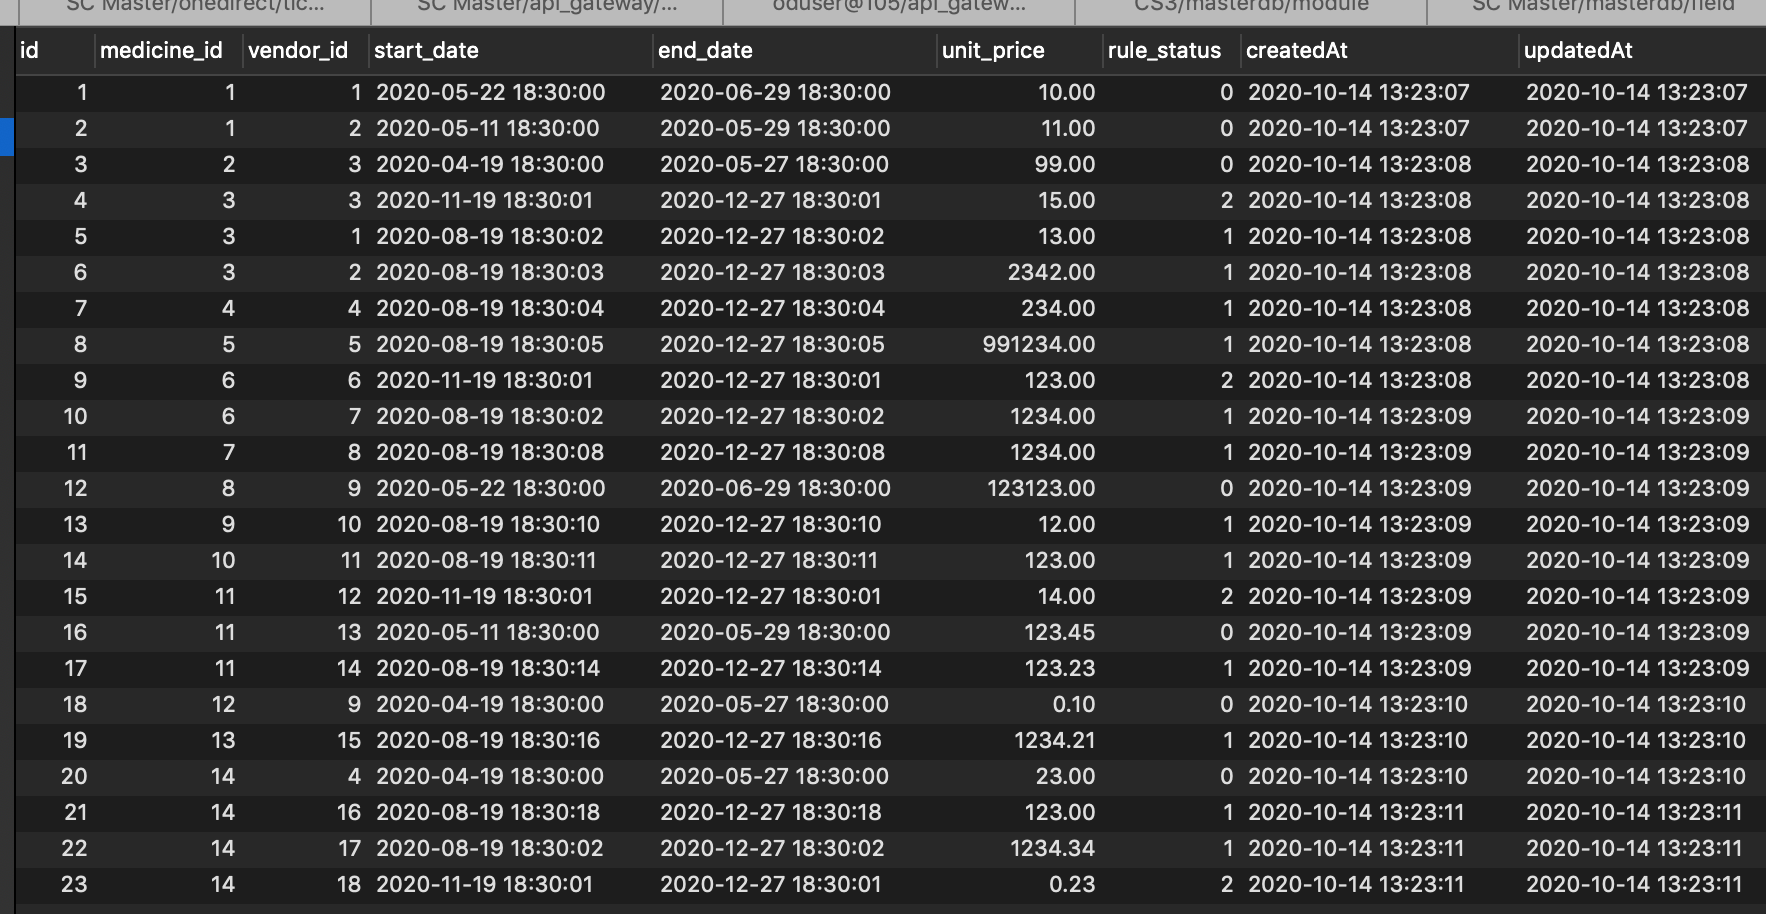 SC Master/onedirect/tic... SC Master/api_gateway/... oduser@105/api_gatew... CS3/masterdb/module SC Master/masterdb/field
id medicine_id vendor_id start_date end_date unit_price rule_status createdAt updatedAt
1 1 1 2020-05-22 18:30:00 2020-06-29 18:30:00 10.00 0 2020-10-14 13:23:07 2020-10-14 13:23:07
2 1 2 2020-05-11 18:30:00 2020-05-29 18:30:00 11.00 0 2020-10-14 13:23:07 2020-10-14 13:23:07
3 2 3 2020-04-19 18:30:00 2020-05-27 18:30:00 99.00 0 2020-10-14 13:23:08 2020-10-14 13:23:08
4 3 3 2020-11-19 18:30:01 2020-12-27 18:30:01 15.00 2 2020-10-14 13:23:08 2020-10-14 13:23:08
5 3 1 2020-08-19 18:30:02 2020-12-27 18:30:02 13.00 1 2020-10-14 13:23:08 2020-10-14 13:23:08
6 3 2 2020-08-19 18:30:03 2020-12-27 18:30:03 2342.00 1 2020-10-14 13:23:08 2020-10-14 13:23:08
7 4 4 2020-08-19 18:30:04 2020-12-27 18:30:04 234.00 1 2020-10-14 13:23:08 2020-10-14 13:23:08
8 5 5 2020-08-19 18:30:05 2020-12-27 18:30:05 991234.00 1 2020-10-14 13:23:08 2020-10-14 13:23:08
9 6 6 2020-11-19 18:30:01 2020-12-27 18:30:01 123.00 2 2020-10-14 13:23:08 2020-10-14 13:23:08
10 6 7 2020-08-19 18:30:02 2020-12-27 18:30:02 1234.00 1 2020-10-14 13:23:09 2020-10-14 13:23:09
11 7 8 2020-08-19 18:30:08 2020-12-27 18:30:08 1234.00 1 2020-10-14 13:23:09 2020-10-14 13:23:09
12 8 9 2020-05-22 18:30:00 2020-06-29 18:30:00 123123.00 0 2020-10-14 13:23:09 2020-10-14 13:23:09
13 9 10 2020-08-19 18:30:10 2020-12-27 18:30:10 12.00 1 2020-10-14 13:23:09 2020-10-14 13:23:09
14 10 11 2020-08-19 18:30:11 2020-12-27 18:30:11 123.00 1 2020-10-14 13:23:09 2020-10-14 13:23:09
15 11 12 2020-11-19 18:30:01 2020-12-27 18:30:01 14.00 2 2020-10-14 13:23:09 2020-10-14 13:23:09
16 11 13 2020-05-11 18:30:00 2020-05-29 18:30:00 123.45 0 2020-10-14 13:23:09 2020-10-14 13:23:09
17 11 14 2020-08-19 18:30:14 2020-12-27 18:30:14 123.23 1 2020-10-14 13:23:09 2020-10-14 13:23:09
18 12 9 2020-04-19 18:30:00 2020-05-27 18:30:00 0.10 0 2020-10-14 13:23:10 2020-10-14 13:23:10
19 13 15 2020-08-19 18:30:16 2020-12-27 18:30:16 1234.21 1 2020-10-14 13:23:10 2020-10-14 13:23:10
20 14 4 2020-04-19 18:30:00 2020-05-27 18:30:00 23.00 0 2020-10-14 13:23:10 2020-10-14 13:23:10
21 14 16 2020-08-19 18:30:18 2020-12-27 18:30:18 123.00 1 2020-10-14 13:23:11 2020-10-14 13:23:11
22 14 17 2020-08-19 18:30:02 2020-12-27 18:30:02 1234.34 1 2020-10-14 13:23:11 2020-10-14 13:23:11
23 14 18 2020-11-19 18:30:01 2020-12-27 18:30:01 0.23 2 2020-10-14 13:23:11 2020-10-14 13:23:11